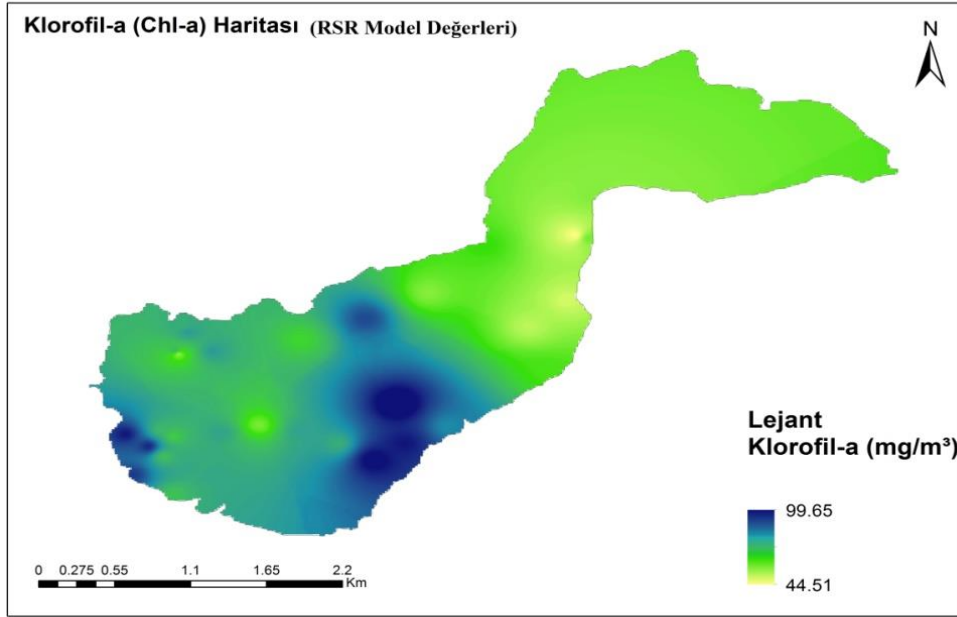 Klorofil-a (Chl-a) Haritası (RSR Model Değerleri)
N
Lejant
Klorofil-a (mg/m³)
99.65
44.51
0 0.275 0.55 1.1 1.65 2.2
Km